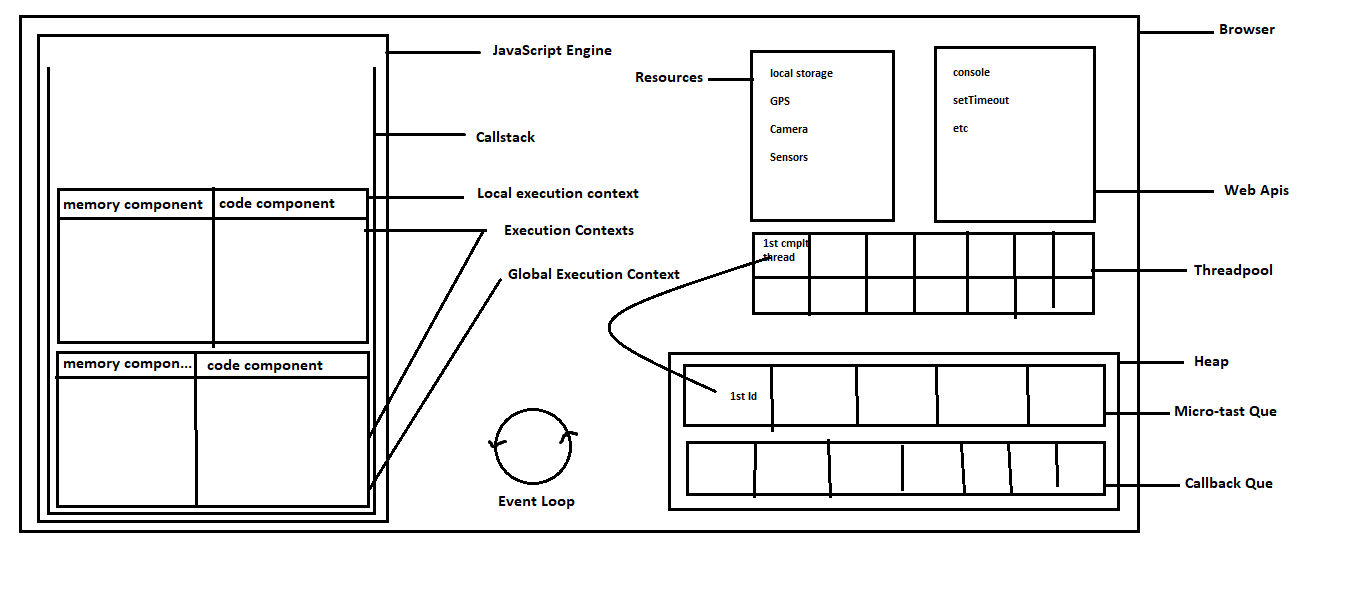 Browser
JavaScript Engine
Resources
local storage
GPS
Camera
Sensors
console
setTimeout
etc
Callstack
Web Apis
Local execution context
memory component
code component
Execution Contexts
Global Execution Context
1st cmplt
thread
Threadpool
memory compon...
code component
Heap
1st Id
Micro-tast Que
Callback Que
Event Loop